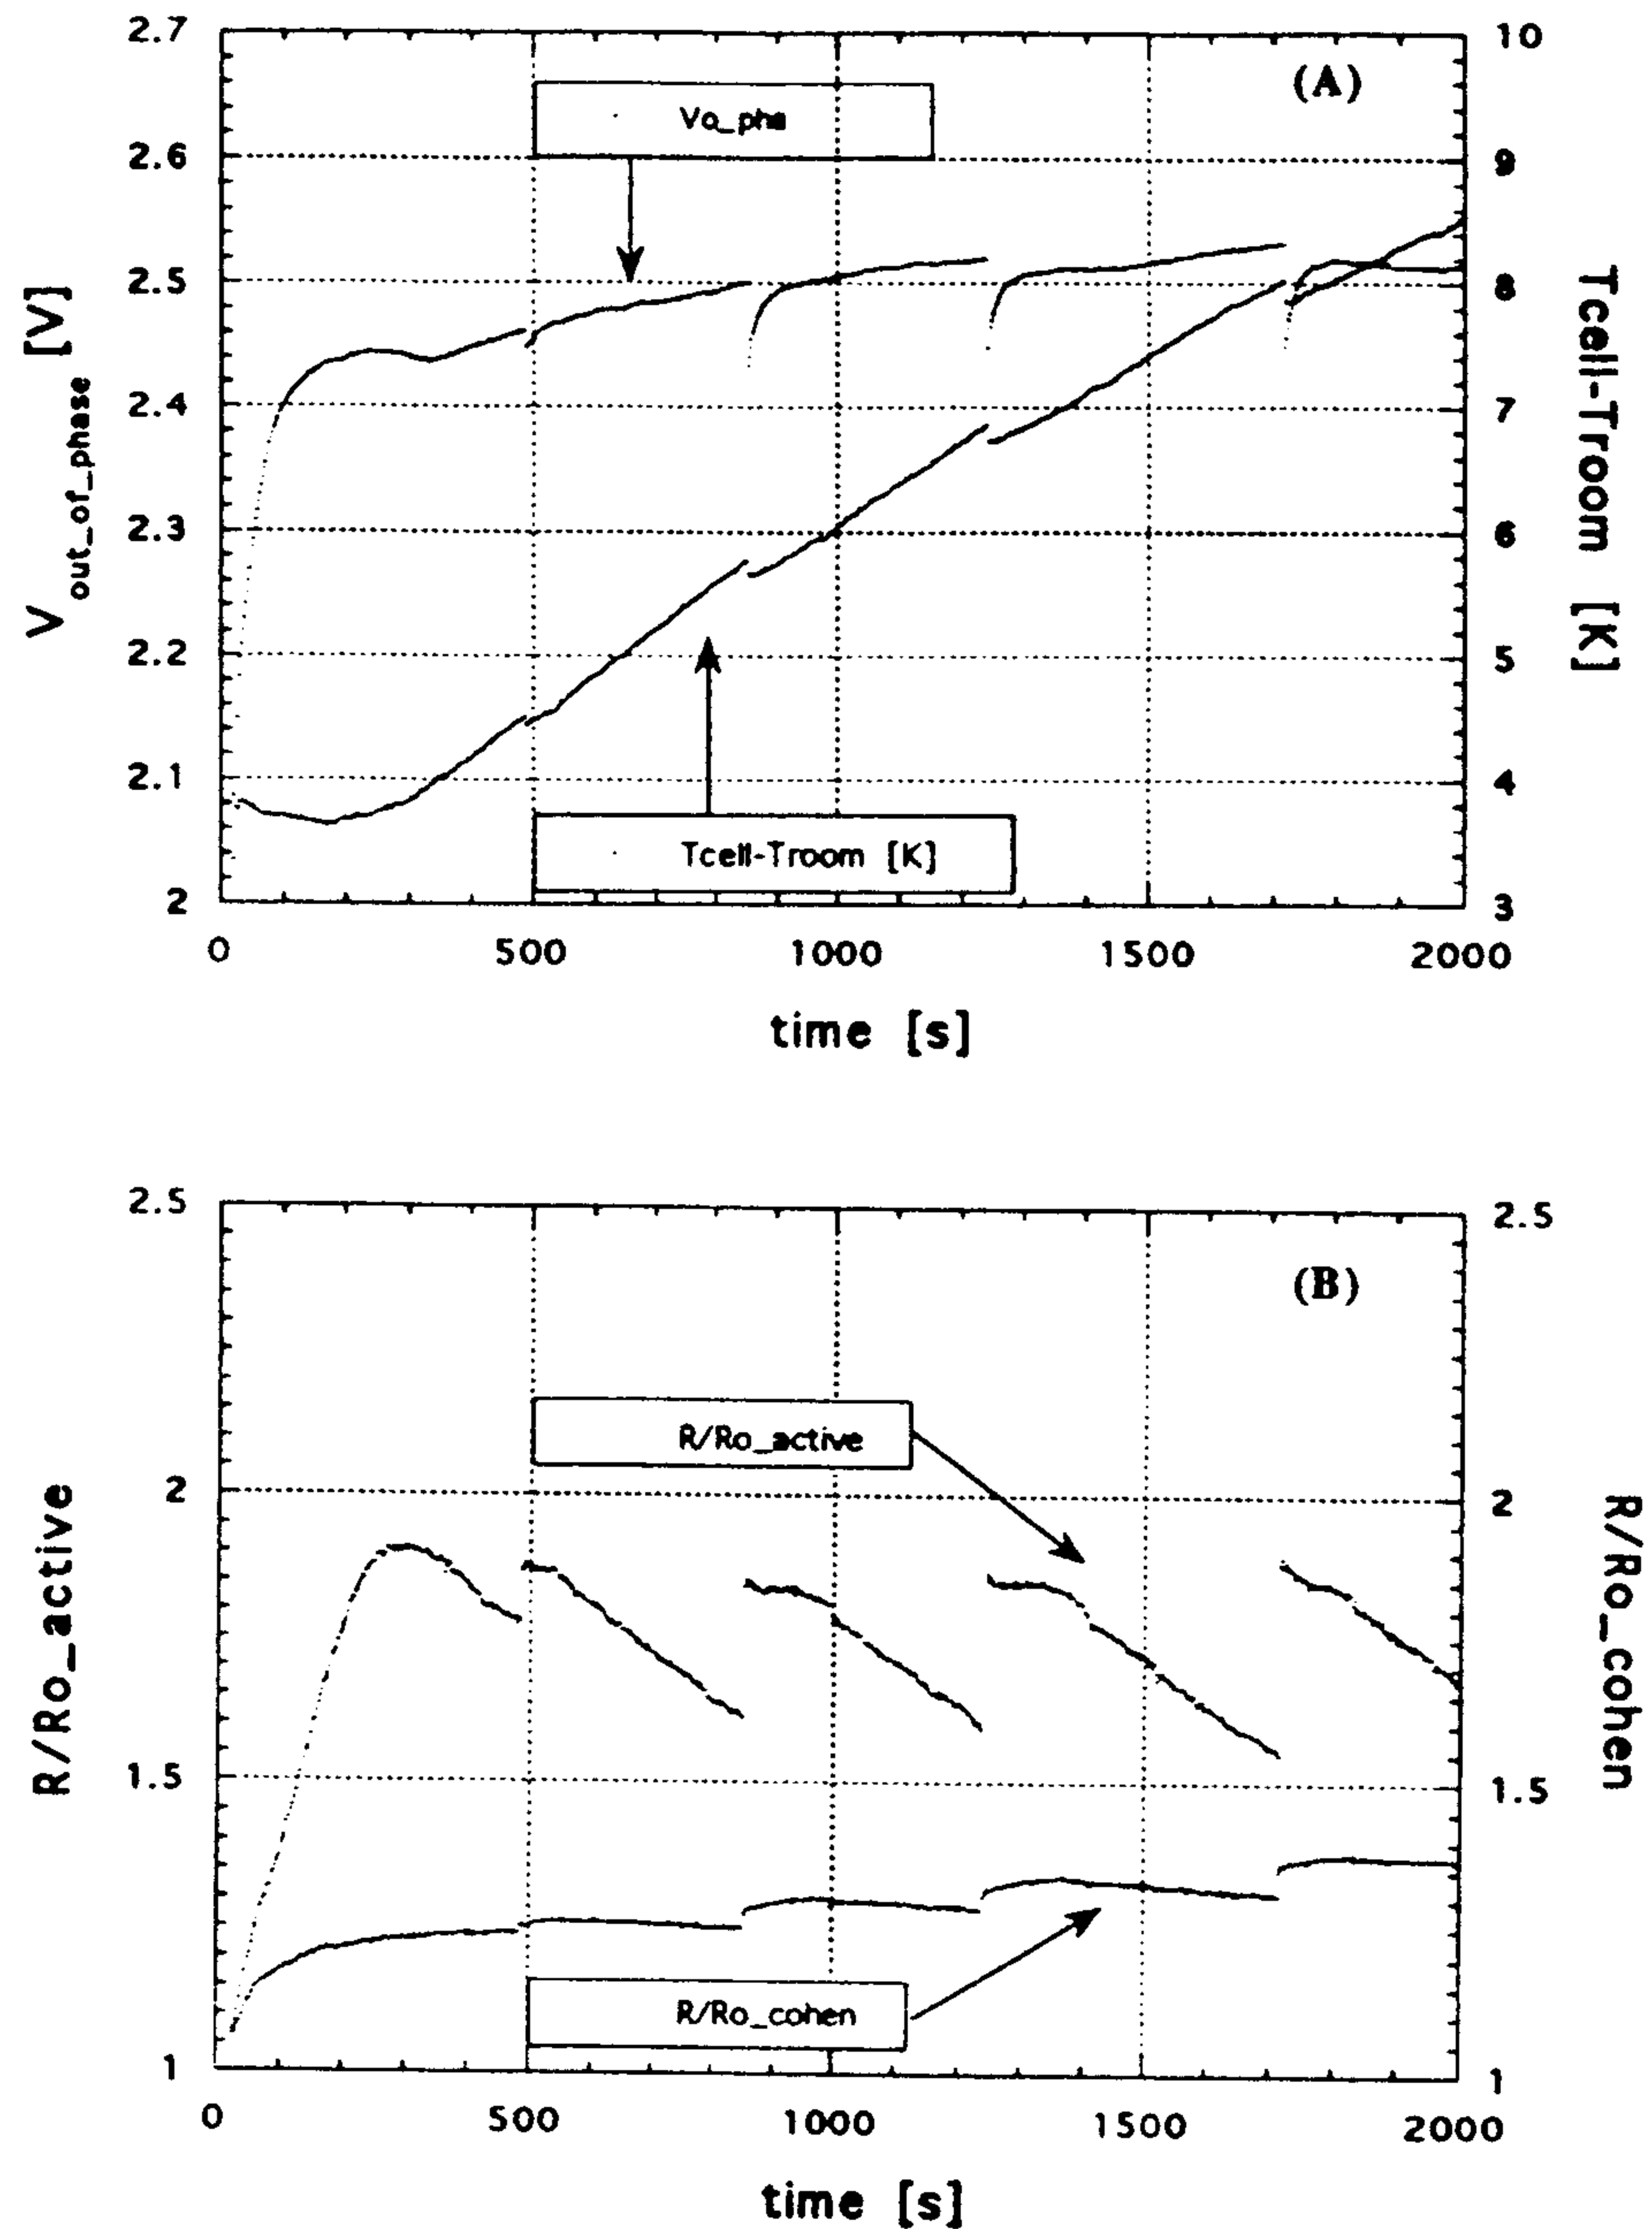 2.7
10
(A)
Vo_pha
2.6
9
2.5
8
2.4
7
2.3
6
2.2
5
2.1
4
Tcell-Troom [K]
2
3
0
500
1000
1500
2000
time [s]
V out_of_phase [V]
Tcell-Troom [K]
2.5
2.5
(B)
R/Ro_active
2
2
1.5
1.5
R/Ro_cohen
1
1
0
500
1000
1500
2000
time [s]
R/Ro_active
R/Ro_cohen